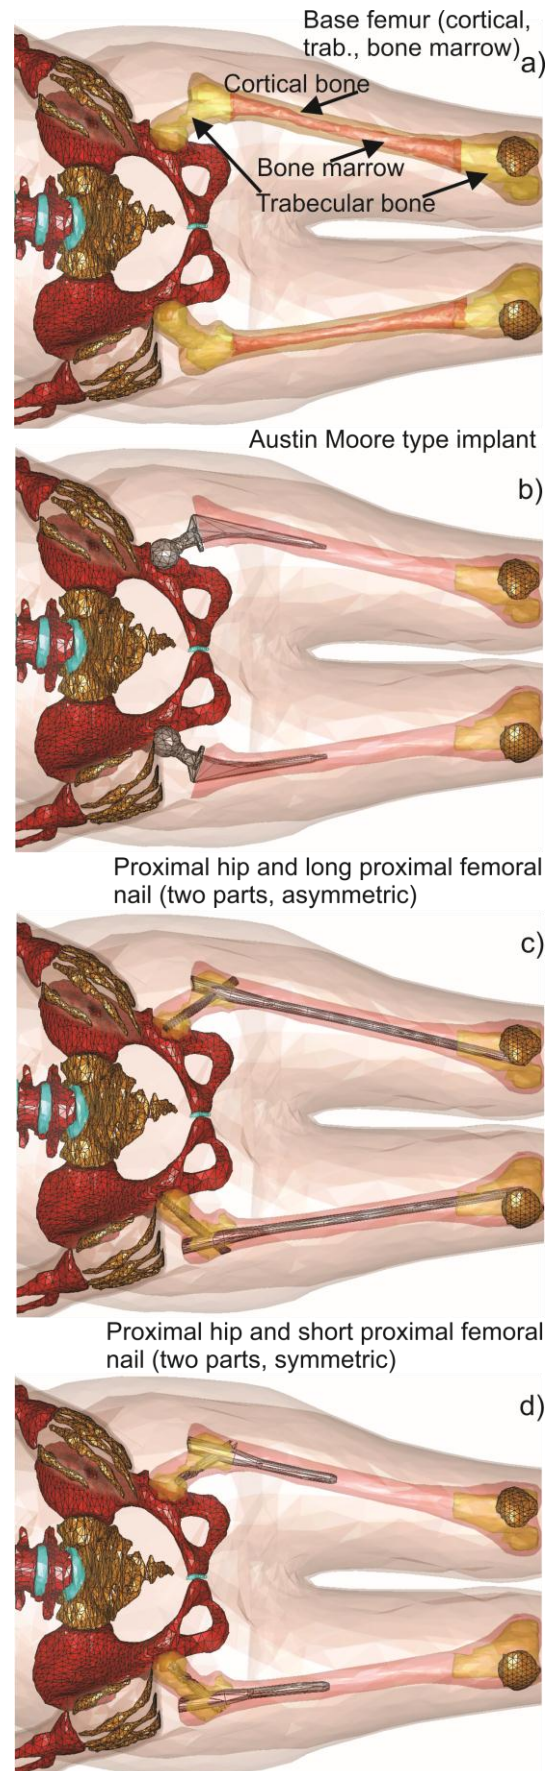 Base femur (cortical,
trab., bone marrow)
a)
Cortical bone
Bone marrow
Trabecular bone
Austin Moore type implant
b)
Proximal hip and long proximal femoral
nail (two parts, asymmetric)
c)
Proximal hip and short proximal femoral
nail (two parts, symmetric)
d)